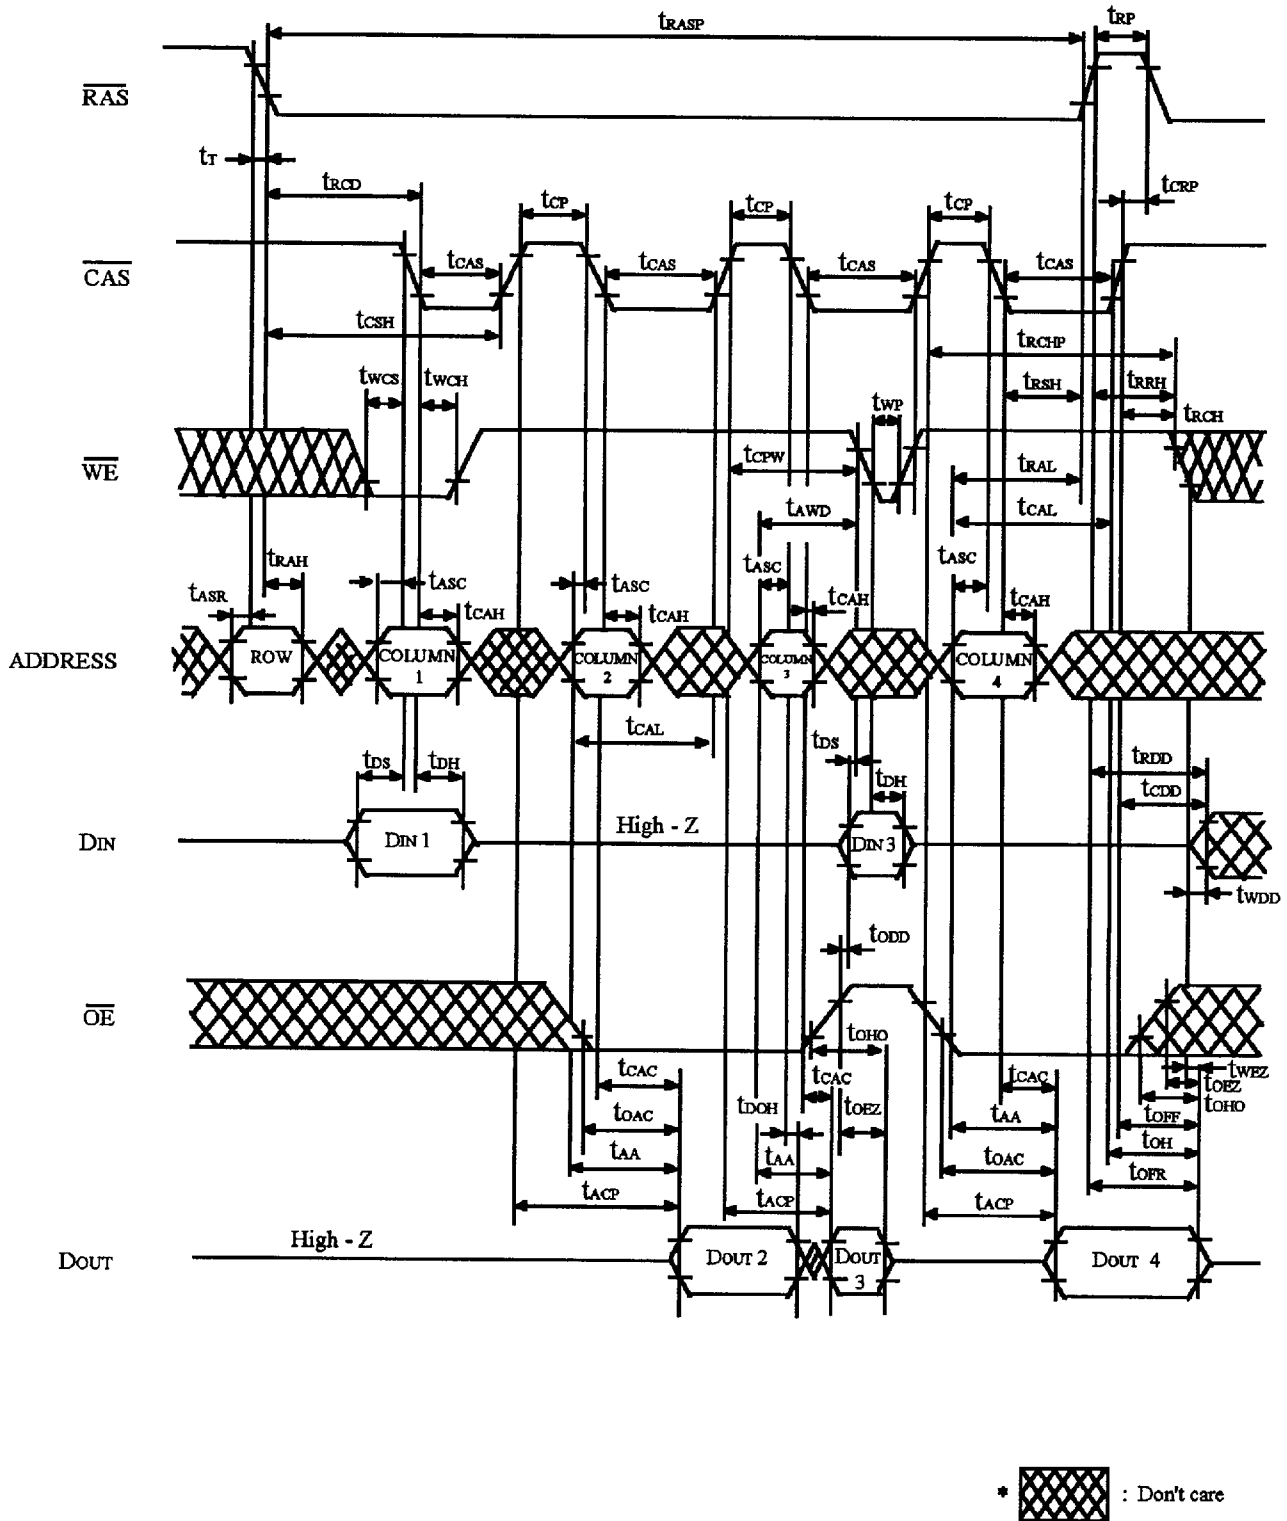 tRASP
tRP
RAS
tT
tRCD
tCRP
tCP
tCP
tCP
CAS
tCAS
tCAS
tCAS
tCAS
tCSH
tRCHP
tWCS
tWCH
tRSH
tRRH
tWP
tRCH
WE
tCPW
tRAL
tAWD
tCAL
tRAH
tASC
tASC
tASC
tASC
tASR
tCAH
tCAH
tCAH
tCAH
ADDRESS
ROW
COLUMN 1
COLUMN 2
COLUMN 3
COLUMN 4
tCAL
tDS
tDH
tDS
tDH
tRDD
tCDD
DIN
DIN 1
High - Z
DIN 3
tWDD
tODD
OE
tOHO
tWEZ
tCAC
tCAC
tCAC
tOEZ
tOHO
tOAC
tDOH
tOEZ
tAA
tOFF
tAA
tAA
tOAC
tOH
tACP
tACP
tACP
tOFR
DOUT
High - Z
DOUT 2
DOUT 3
DOUT 4
* : Don't care